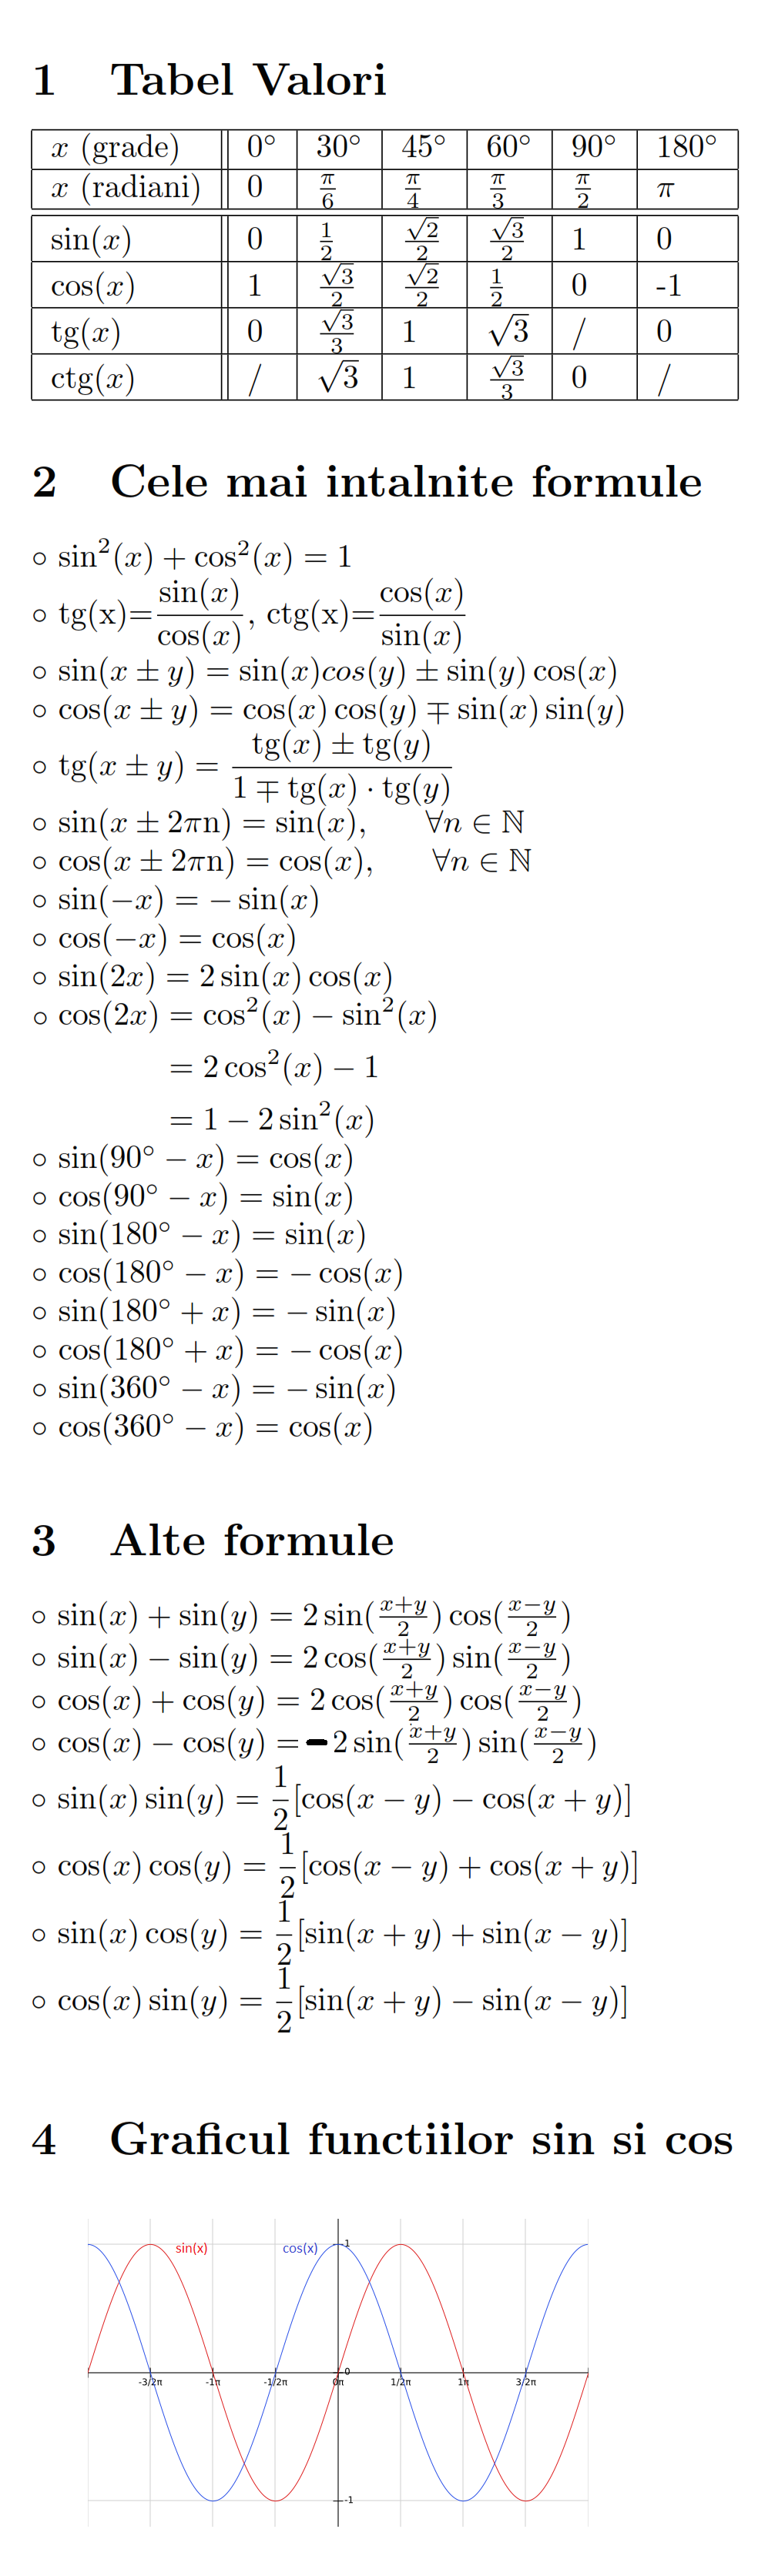 1 Tabel Valori
x (grade) 0° 30° 45° 60° 90° 180°
x (radiani) 0 π/6 π/4 π/3 π/2 π
sin(x) 0 1/2 √2/2 √3/2 1 0
cos(x) 1 √3/2 √2/2 1/2 0 -1
tg(x) 0 √3/3 1 √3 / 0
ctg(x) / √3 1 √3/3 0 /
2 Cele mai intalnite formule
∘ sin²(x) + cos²(x) = 1
∘ tg(x)=sin(x)/cos(x), ctg(x)=cos(x)/sin(x)
∘ sin(x ± y) = sin(x)cos(y) ± sin(y) cos(x)
∘ cos(x ± y) = cos(x) cos(y) ∓ sin(x) sin(y)
∘ tg(x ± y) = (tg(x) ± tg(y))/(1 ∓ tg(x) · tg(y))
∘ sin(x ± 2πn) = sin(x), ∀n ∈ ℕ
∘ cos(x ± 2πn) = cos(x), ∀n ∈ ℕ
∘ sin(−x) = − sin(x)
∘ cos(−x) = cos(x)
∘ sin(2x) = 2 sin(x) cos(x)
∘ cos(2x) = cos²(x) − sin²(x)
= 2 cos²(x) − 1
= 1 − 2 sin²(x)
∘ sin(90° − x) = cos(x)
∘ cos(90° − x) = sin(x)
∘ sin(180° − x) = sin(x)
∘ cos(180° − x) = − cos(x)
∘ sin(180° + x) = − sin(x)
∘ cos(180° + x) = − cos(x)
∘ sin(360° − x) = − sin(x)
∘ cos(360° − x) = cos(x)
3 Alte formule
∘ sin(x) + sin(y) = 2 sin((x+y)/2) cos((x−y)/2)
∘ sin(x) − sin(y) = 2 cos((x+y)/2) sin((x−y)/2)
∘ cos(x) + cos(y) = 2 cos((x+y)/2) cos((x−y)/2)
∘ cos(x) − cos(y) = −2 sin((x+y)/2) sin((x−y)/2)
∘ sin(x) sin(y) = 1/2[cos(x − y) − cos(x + y)]
∘ cos(x) cos(y) = 1/2[cos(x − y) + cos(x + y)]
∘ sin(x) cos(y) = 1/2[sin(x + y) + sin(x − y)]
∘ cos(x) sin(y) = 1/2[sin(x + y) − sin(x − y)]
4 Graficul functiilor sin si cos
sin(x) cos(x) 1
0
-3/2π -1π -1/2π 0π 1/2π 1π 3/2π
-1